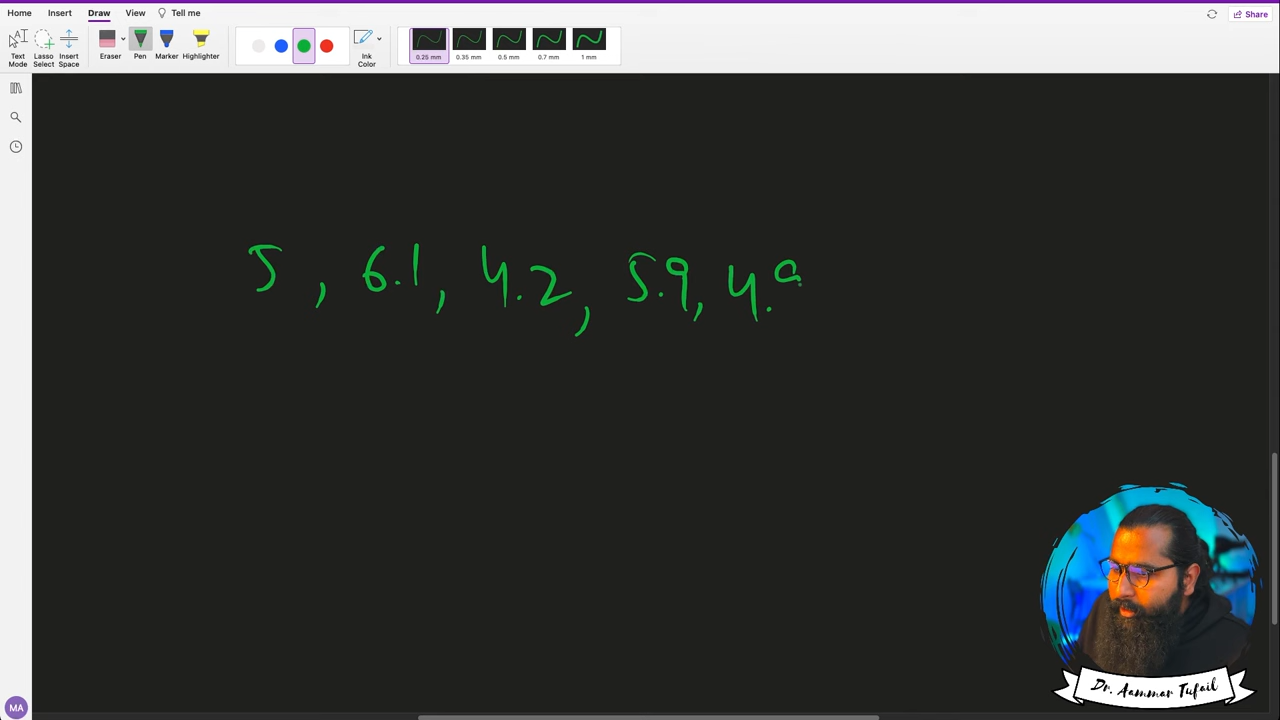 Home Insert Draw View Tell me
Share
Text Mode Lasso Select Insert Space Eraser Pen Marker Highlighter Ink Color 0.25 mm 0.35 mm 0.5 mm 0.7 mm 1 mm
5 , 6.1, 4.2, 5.9, 4.9
MA
Dr. Aammar Tufail